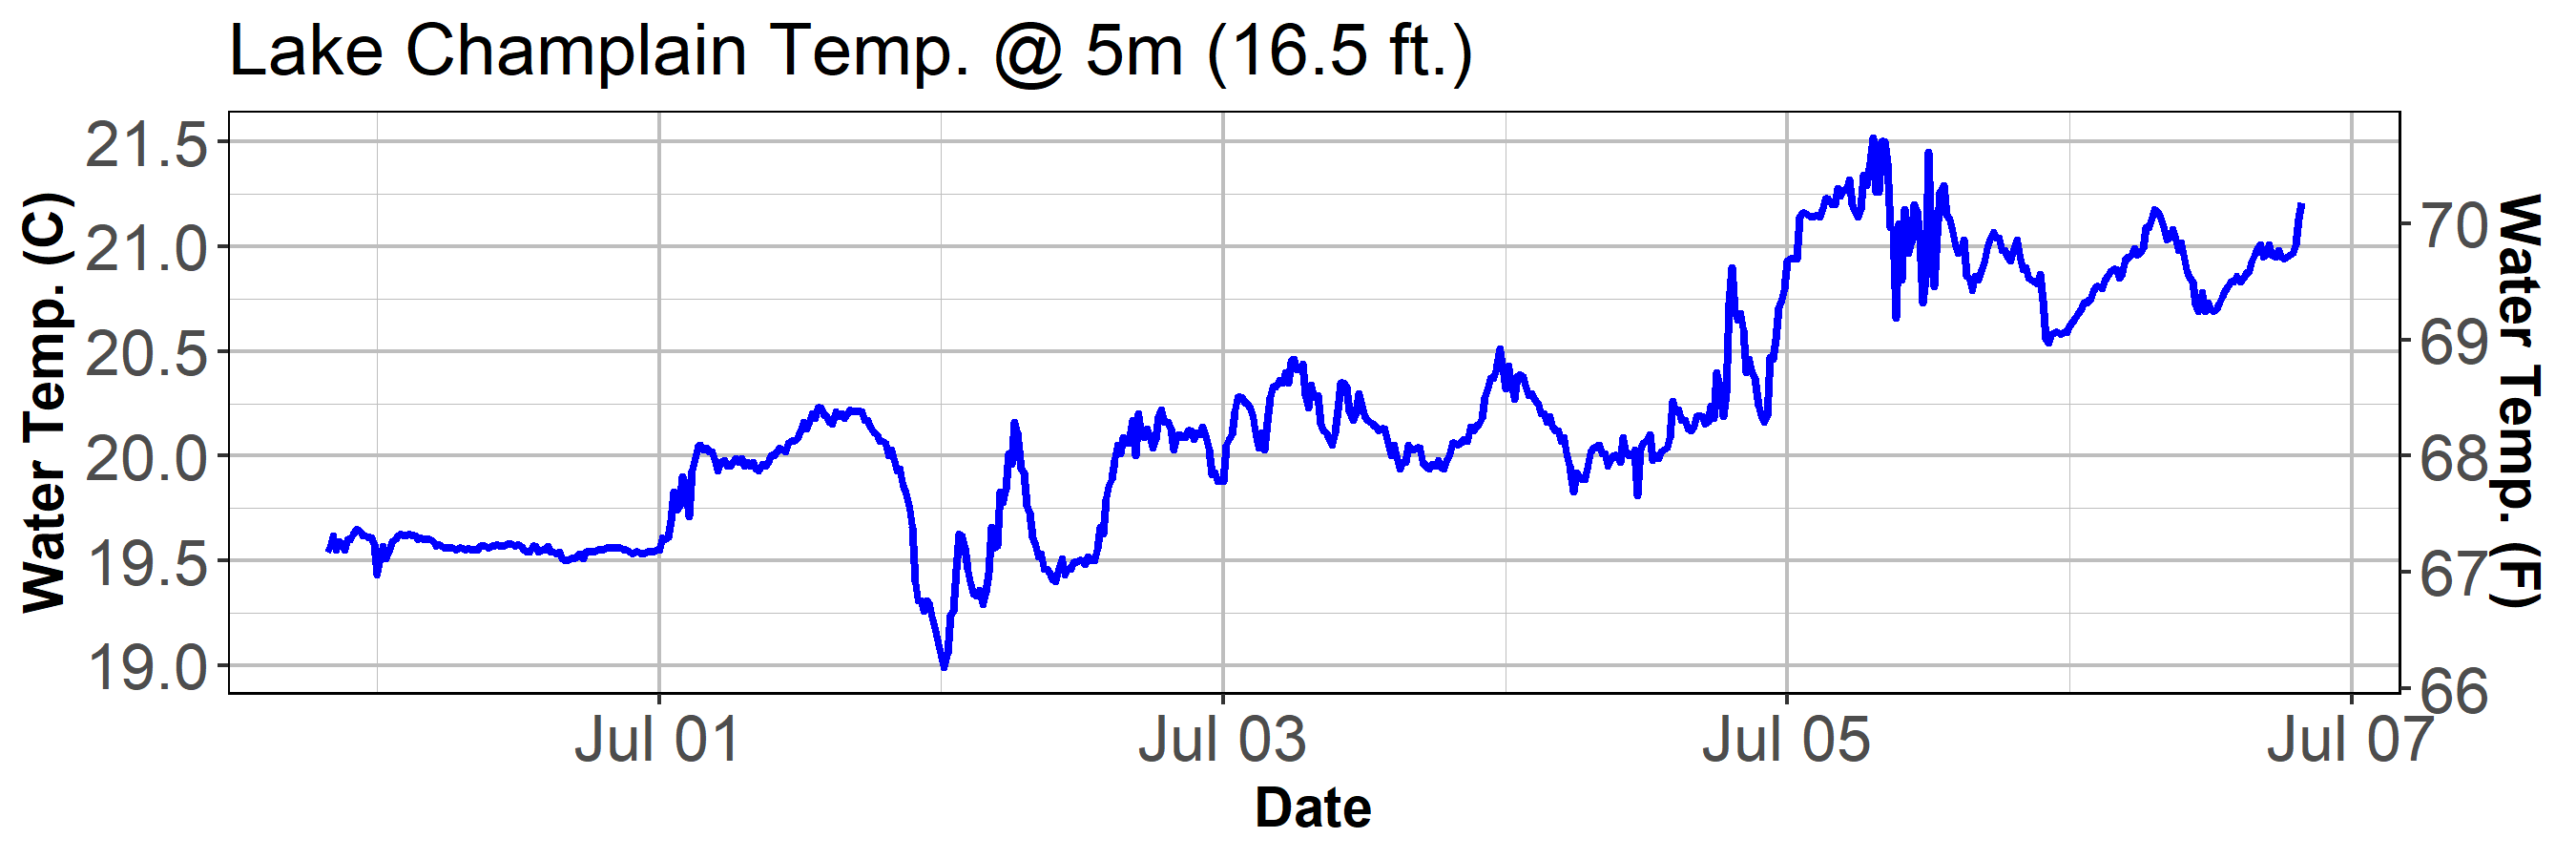 Lake Champlain Temp. @ 5m (16.5 ft.)
Water Temp. (C)
21.5
21.0
20.5
20.0
19.5
19.0
70
69
68
67
66
Water Temp. (F)
Jul 01 Jul 03 Jul 05 Jul 07
Date